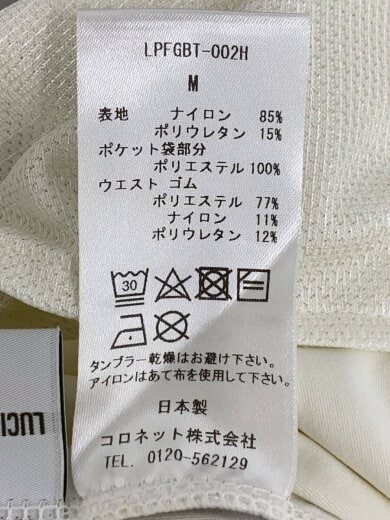 LPFGBT-002H
M
表地 ナイロン 85%
ポリウレタン 15%
ポケット袋部分
ポリエステル 100%
ウエスト ゴム
ポリエステル 77%
ナイロン 11%
ポリウレタン 12%
30
タンブラー乾燥はお避け下さい。
アイロンはあて布を使用して下さい。
日本製
コロネット株式会社
TEL. 0120-562129
LUCI